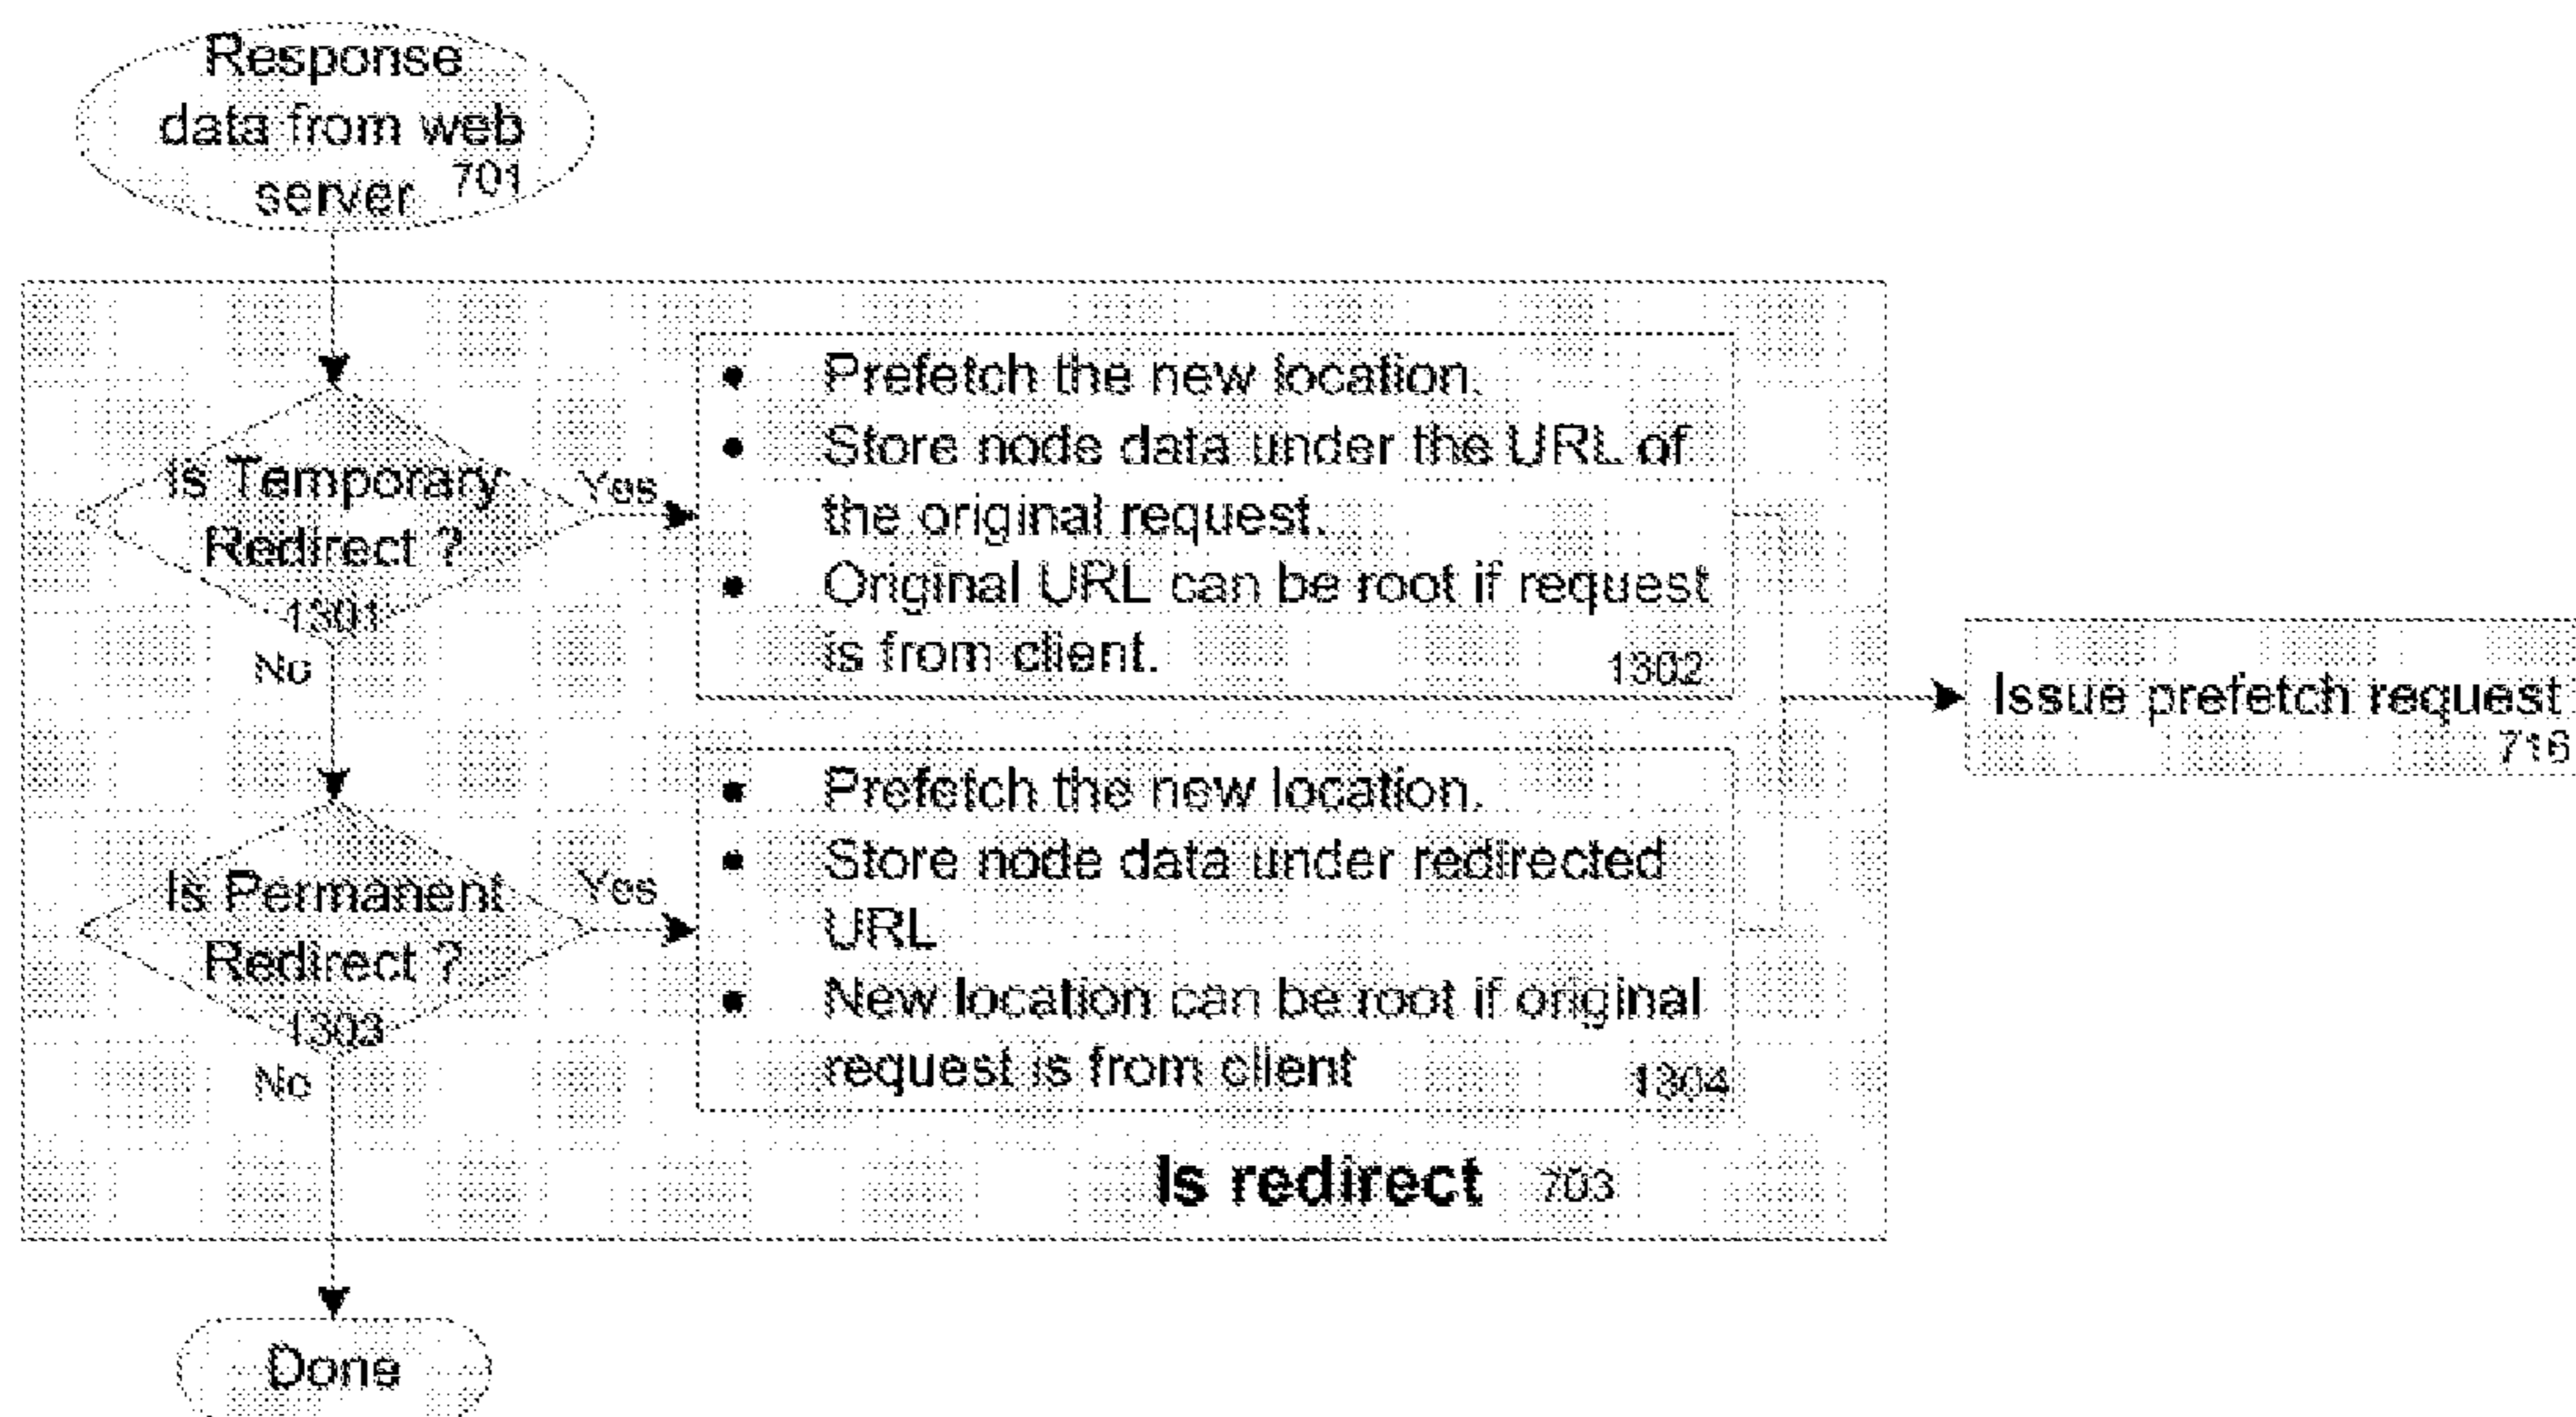 Response
data from web
server 701
Is Temporary
Redirect ?
1301
Yes
No
• Prefetch the new location.
• Store node data under the URL of
the original request.
• Original URL can be root if request
is from client.
1302
Is Permanent
Redirect ?
1303
Yes
No
• Prefetch the new location.
• Store node data under redirected
URL
• New location can be root if original
request is from client
1304
Is redirect 703
Issue prefetch request
716
Done